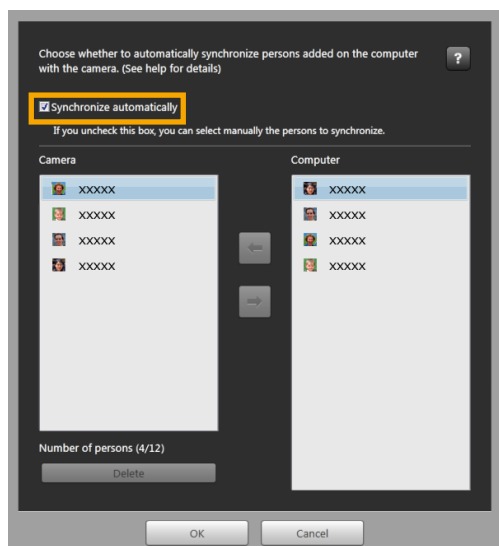 Choose whether to automatically synchronize persons added on the computer
with the camera. (See help for details)
?
Synchronize automatically
If you uncheck this box, you can select manually the persons to synchronize.
Camera
Computer
XXXXX
XXXXX
XXXXX
XXXXX
XXXXX
XXXXX
XXXXX
XXXXX
Number of persons (4/12)
Delete
OK
Cancel